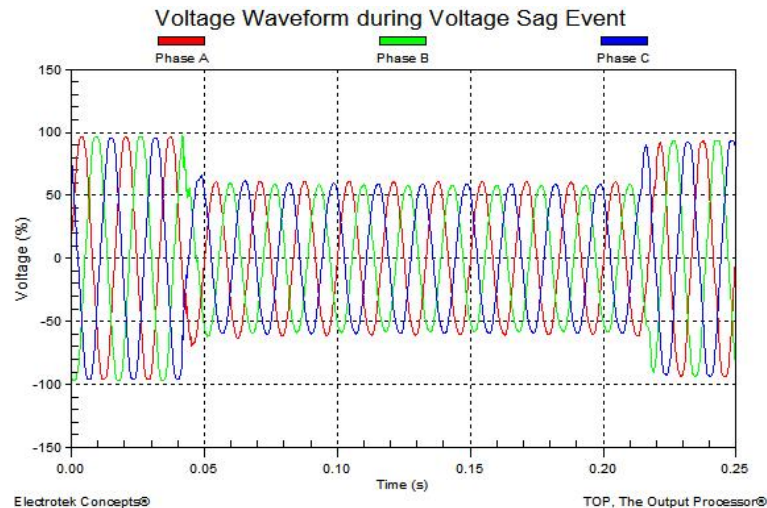 Voltage Waveform during Voltage Sag Event
Phase A Phase B Phase C
150
100
50
0
-50
-100
-150
Voltage (%)
0.00 0.05 0.10 0.15 0.20 0.25
Time (s)
Electrotek Concepts® TOP, The Output Processor®